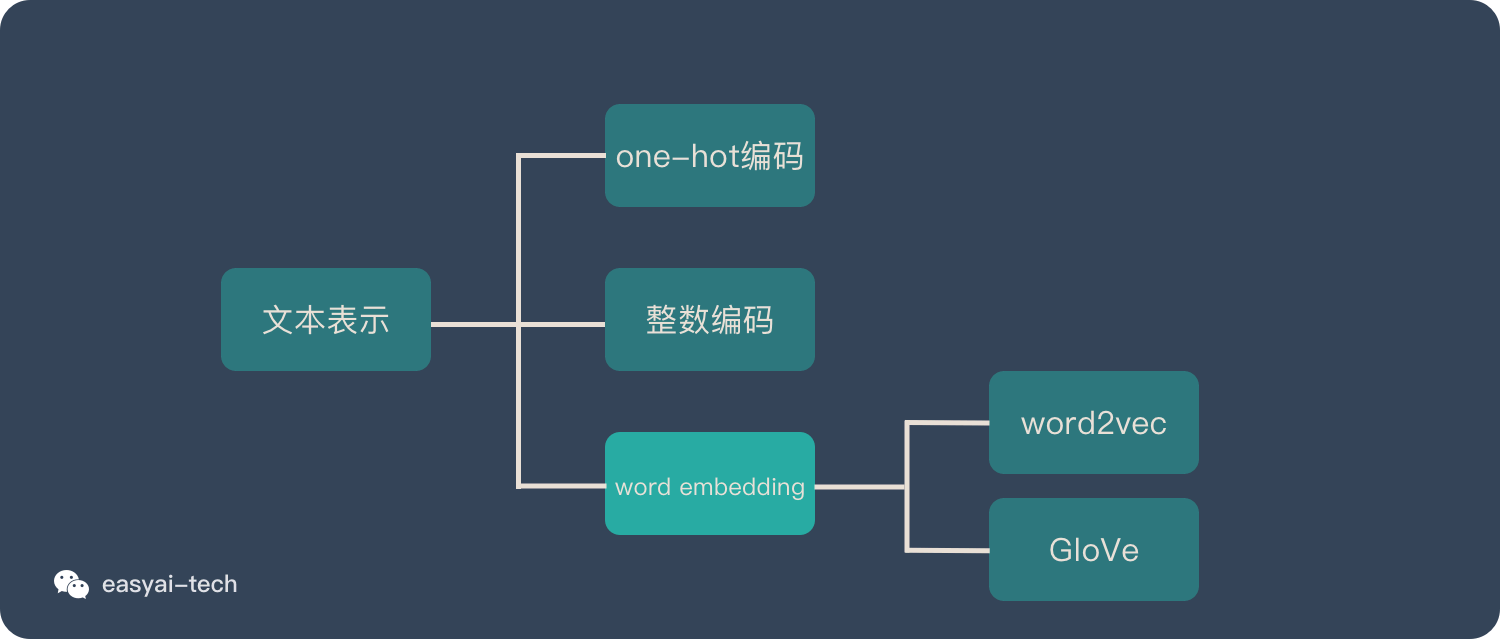 one-hot编码
文本表示
整数编码
word embedding
word2vec
GloVe
easyai-tech